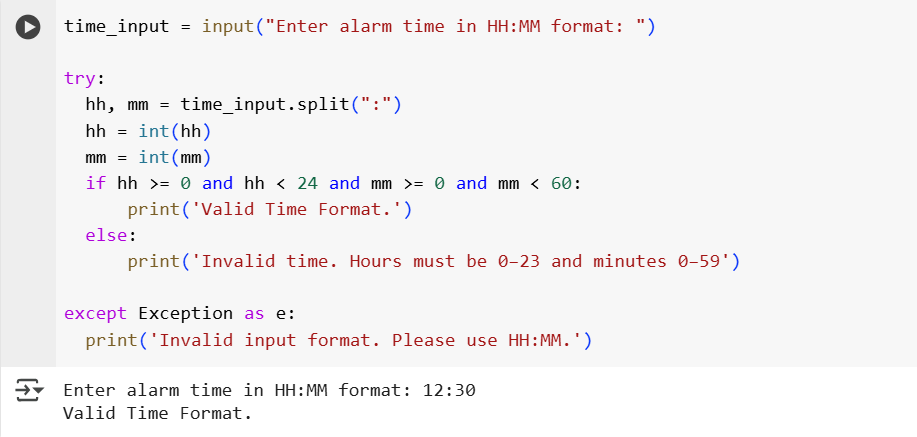 time_input = input("Enter alarm time in HH:MM format: ")
try:
  hh, mm = time_input.split(":")
  hh = int(hh)
  mm = int(mm)
  if hh >= 0 and hh < 24 and mm >= 0 and mm < 60:
      print('Valid Time Format.')
  else:
      print('Invalid time. Hours must be 0–23 and minutes 0–59')
except Exception as e:
  print('Invalid input format. Please use HH:MM.')
Enter alarm time in HH:MM format: 12:30
Valid Time Format.